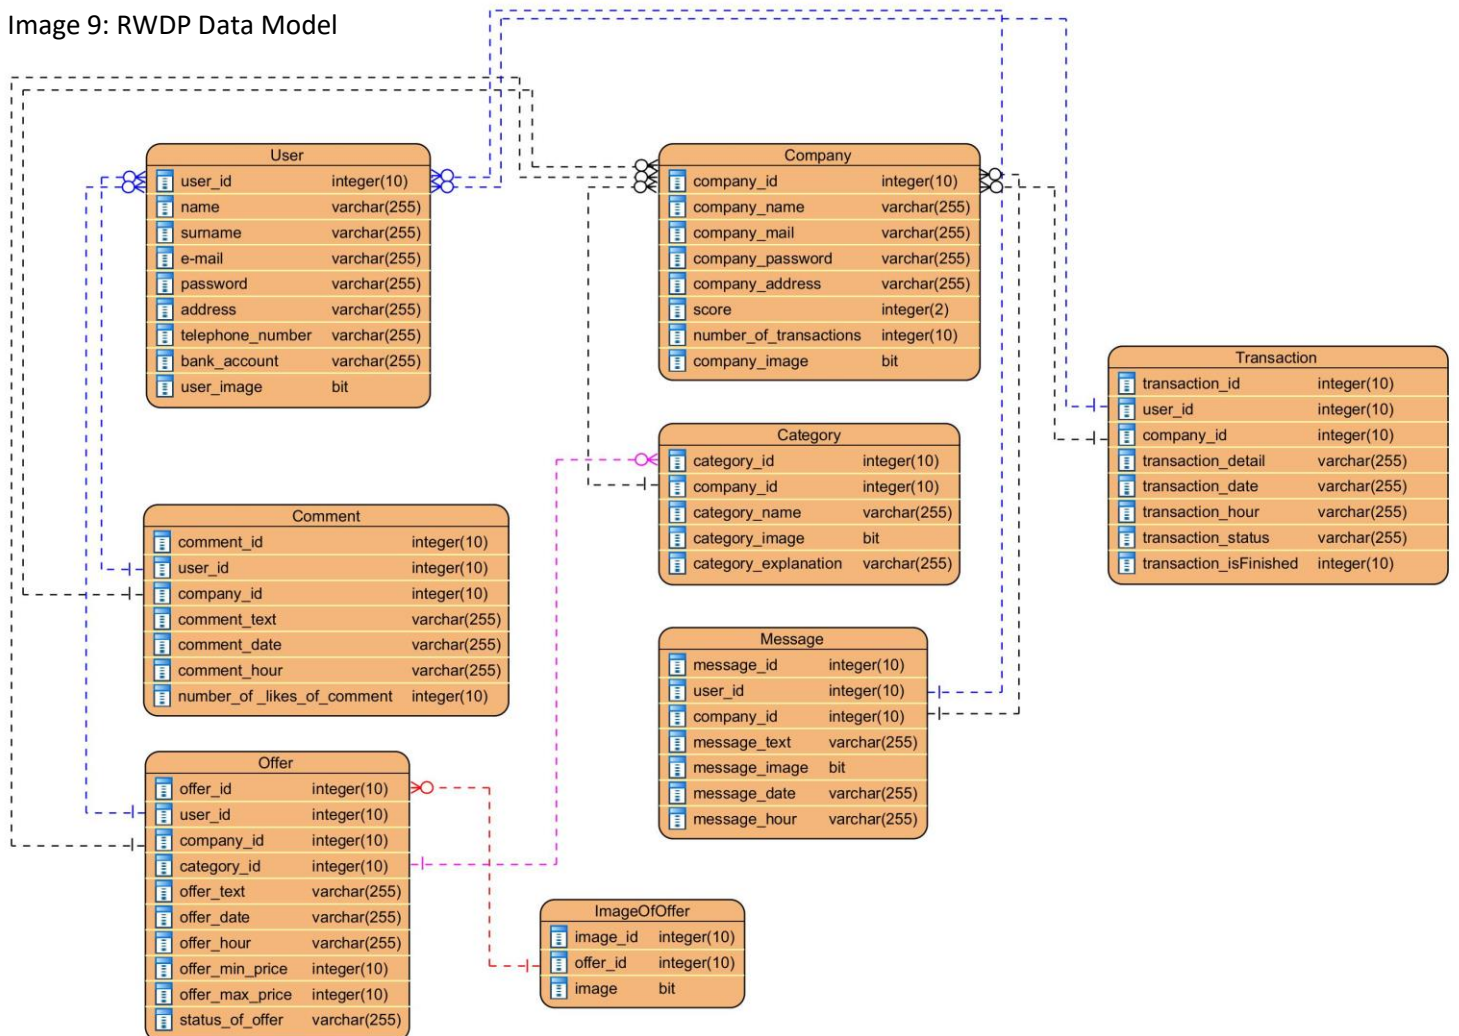 Image 9: RWDP Data Model
User
user_id integer(10)
name varchar(255)
surname varchar(255)
e-mail varchar(255)
password varchar(255)
address varchar(255)
telephone_number varchar(255)
bank_account varchar(255)
user_image bit
Company
company_id integer(10)
company_name varchar(255)
company_mail varchar(255)
company_password varchar(255)
company_address varchar(255)
score integer(2)
number_of_transactions integer(10)
company_image bit
Transaction
transaction_id integer(10)
user_id integer(10)
company_id integer(10)
transaction_detail varchar(255)
transaction_date varchar(255)
transaction_hour varchar(255)
transaction_status varchar(255)
transaction_isFinished integer(10)
Category
category_id integer(10)
company_id integer(10)
category_name varchar(255)
category_image bit
category_explanation varchar(255)
Comment
comment_id integer(10)
user_id integer(10)
company_id integer(10)
comment_text varchar(255)
comment_date varchar(255)
comment_hour varchar(255)
number_of _likes_of_comment integer(10)
Message
message_id integer(10)
user_id integer(10)
company_id integer(10)
message_text varchar(255)
message_image bit
message_date varchar(255)
message_hour varchar(255)
Offer
offer_id integer(10)
user_id integer(10)
company_id integer(10)
category_id integer(10)
offer_text varchar(255)
offer_date varchar(255)
offer_hour varchar(255)
offer_min_price integer(10)
offer_max_price integer(10)
status_of_offer varchar(255)
ImageOfOffer
image_id integer(10)
offer_id integer(10)
image bit